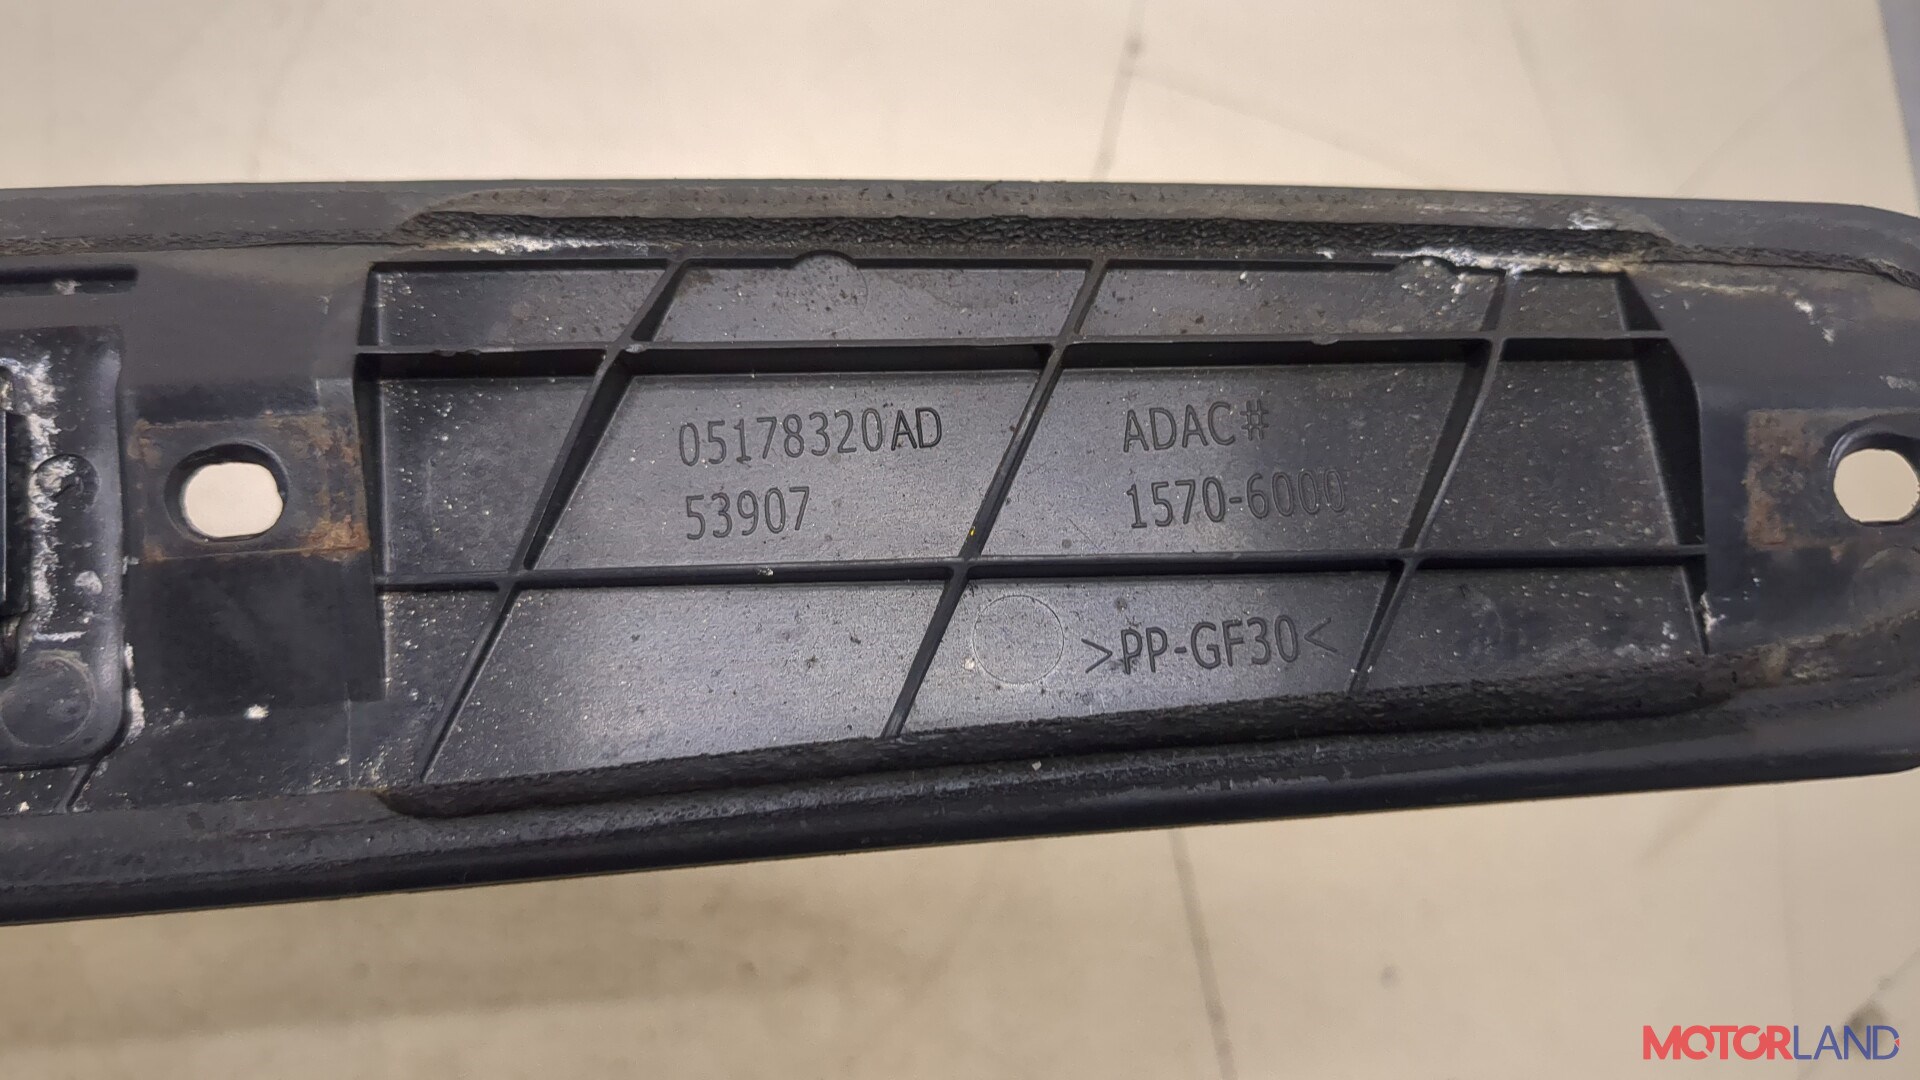 05178320AD
53907
ADAC#
1570-6000
>PP-GF30<
MOTORLAND